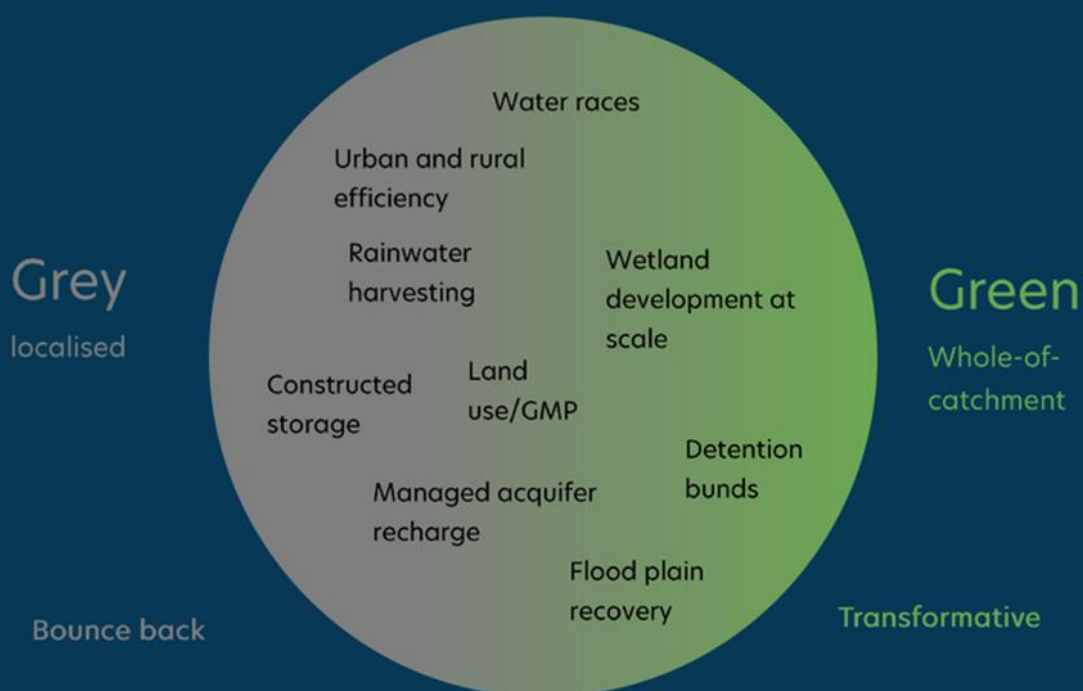 Water races
Urban and rural
efficiency
Rainwater
harvesting
Wetland
development at
scale
Grey
localised
Green
Whole-of-
catchment
Constructed
storage
Land
use/GMP
Detention
bunds
Managed acquifer
recharge
Flood plain
recovery
Bounce back
Transformative